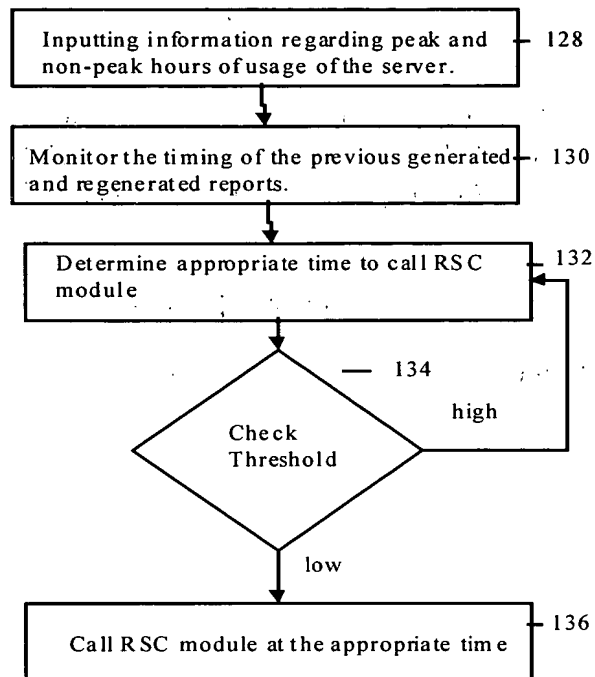 Inputting information regarding peak and
non-peak hours of usage of the server.
128
Monitor the timing of the previous generated
and regenerated reports.
130
Determine appropriate time to call RSC
module
132
134
Check
Threshold
high
low
Call RSC module at the appropriate time
136